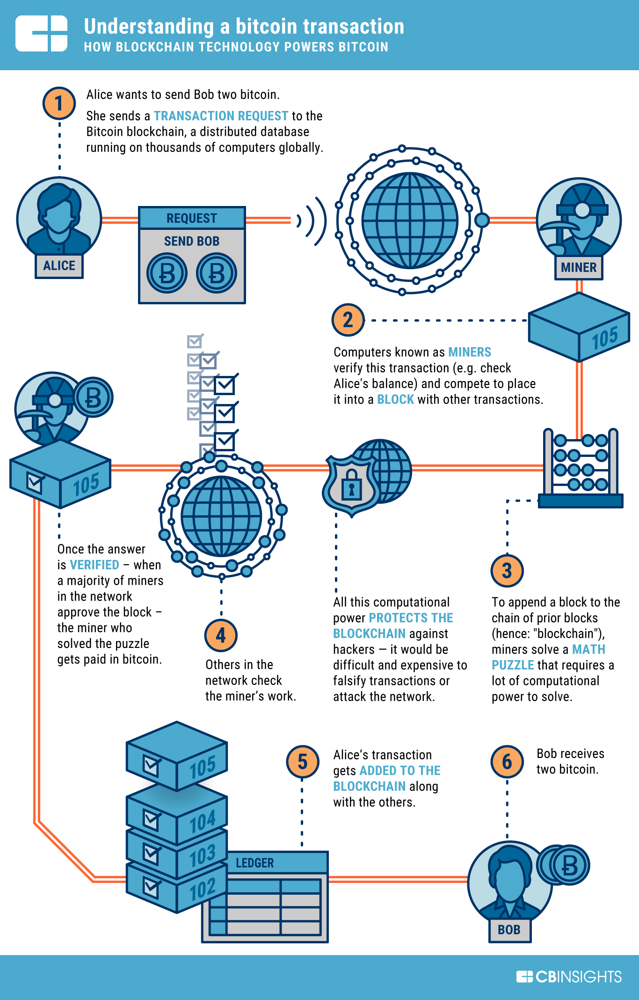 Understanding a bitcoin transaction
HOW BLOCKCHAIN TECHNOLOGY POWERS BITCOIN
1
Alice wants to send Bob two bitcoin.
She sends a TRANSACTION REQUEST to the
Bitcoin blockchain, a distributed database
running on thousands of computers globally.
REQUEST
SEND BOB
ALICE
MINER
2
105
Computers known as MINERS
verify this transaction (e.g. check
Alice's balance) and compete to place
it into a BLOCK with other transactions.
105
Once the answer
is VERIFIED – when
a majority of miners
in the network
approve the block –
the miner who
solved the puzzle
gets paid in bitcoin.
4
Others in the
network check
the miner’s work.
All this computational
power PROTECTS THE
BLOCKCHAIN against
hackers — it would be
difficult and expensive to
falsify transactions or
attack the network.
3
To append a block to the
chain of prior blocks
(hence: "blockchain"),
miners solve a MATH
PUZZLE that requires a
lot of computational
power to solve.
105
104
103
102
LEDGER
5
Alice’s transaction
gets ADDED TO THE
BLOCKCHAIN along
with the others.
6
Bob receives
two bitcoin.
BOB
CBINSIGHTS